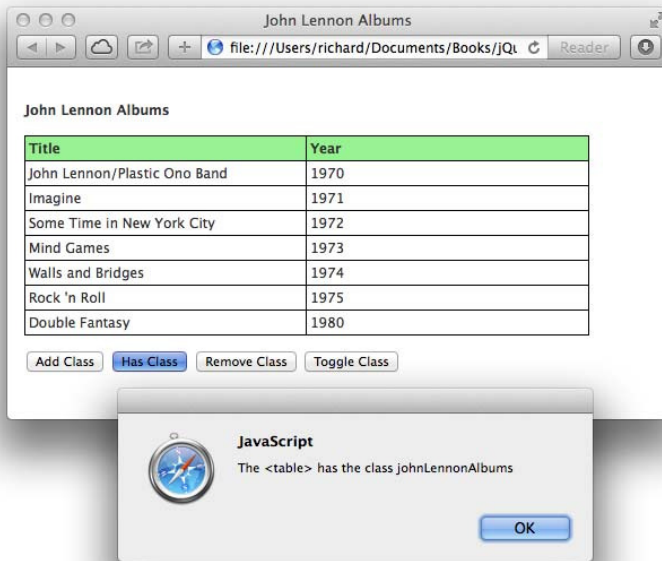 John Lennon Albums
file:///Users/richard/Documents/Books/jQu
Reader
John Lennon Albums
Title Year
John Lennon/Plastic Ono Band 1970
Imagine 1971
Some Time in New York City 1972
Mind Games 1973
Walls and Bridges 1974
Rock 'n Roll 1975
Double Fantasy 1980
Add Class Has Class Remove Class Toggle Class
JavaScript
The <table> has the class johnLennonAlbums
OK